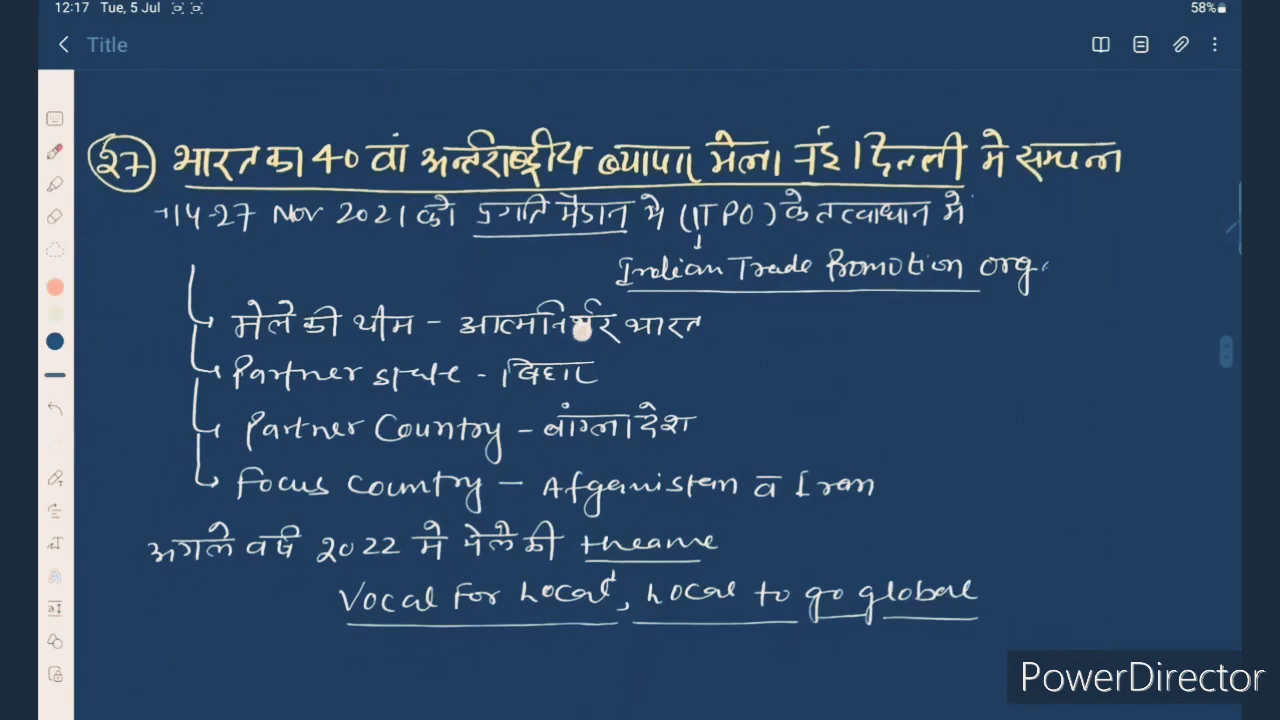 12:17 Tue, 5 Jul 58%
Title
27 भारत का 40 वां अर्न्तराष्ट्रीय व्यापार मेला नई दिल्ली मे सम्पन्न
→14-27 Nov 2021 को प्रगति मैदान मे (ITPO) के तत्वाधान मे
Indian Trade Promotion org.
मेले की थीम - आत्मनिर्भर भारत
Partner state - बिहार
Partner Country - बांग्लादेश
Focus Country - Afganistan व Iran
अगले वर्ष 2022 मे मेले की theame
Vocal for Local, Local to go global
PowerDirector